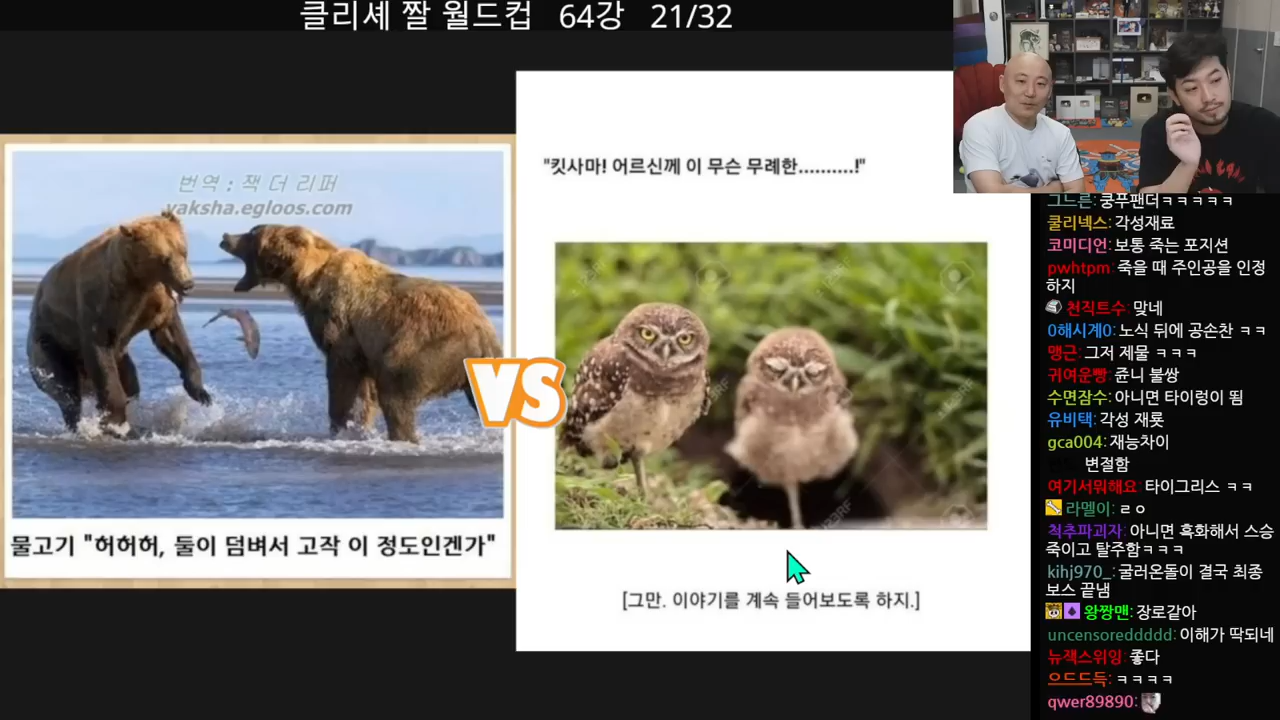 클리셰 짤 월드컵 64강 21/32
번역 : 잭 더 리퍼
yaksha.egloos.com
물고기 "허허허, 둘이 덤벼서 고작 이 정도인겐가"
VS
"킷사마! 어르신께 이 무슨 무례한..........!"
[그만. 이야기를 계속 들어보도록 하지.]
그느른: 쿵푸팬더ㅋㅋㅋㅋㅋ
쿨리넥스: 각성재료
코미디언: 보통 죽는 포지션
pwhtpm: 죽을 때 주인공을 인정
하지
천직트수: 맞네
0해시계0: 노식 뒤에 공손찬 ㅋㅋ
맹근: 그저 제물 ㅋㅋㅋ
귀여운빵: 쥰니 불쌍
수면잠수: 아니면 타이렁이 됨
유비택: 각성 재롯
gca004: 재능차이
변절함
여기서뭐해요: 타이그리스 ㅋㅋ
라멜이: ㄹㅇ
척추파괴자: 아니면 흑화해서 스승
죽이고 탈주함ㅋㅋㅋ
kihj970_: 굴러온돌이 결국 최종
보스 끝냄
왕짱맨: 장로같아
uncensoreddddd: 이해가 딱되네
뉴잭스위잉: 좋다
으드드득: ㅋㅋㅋㅋ
qwer89890: